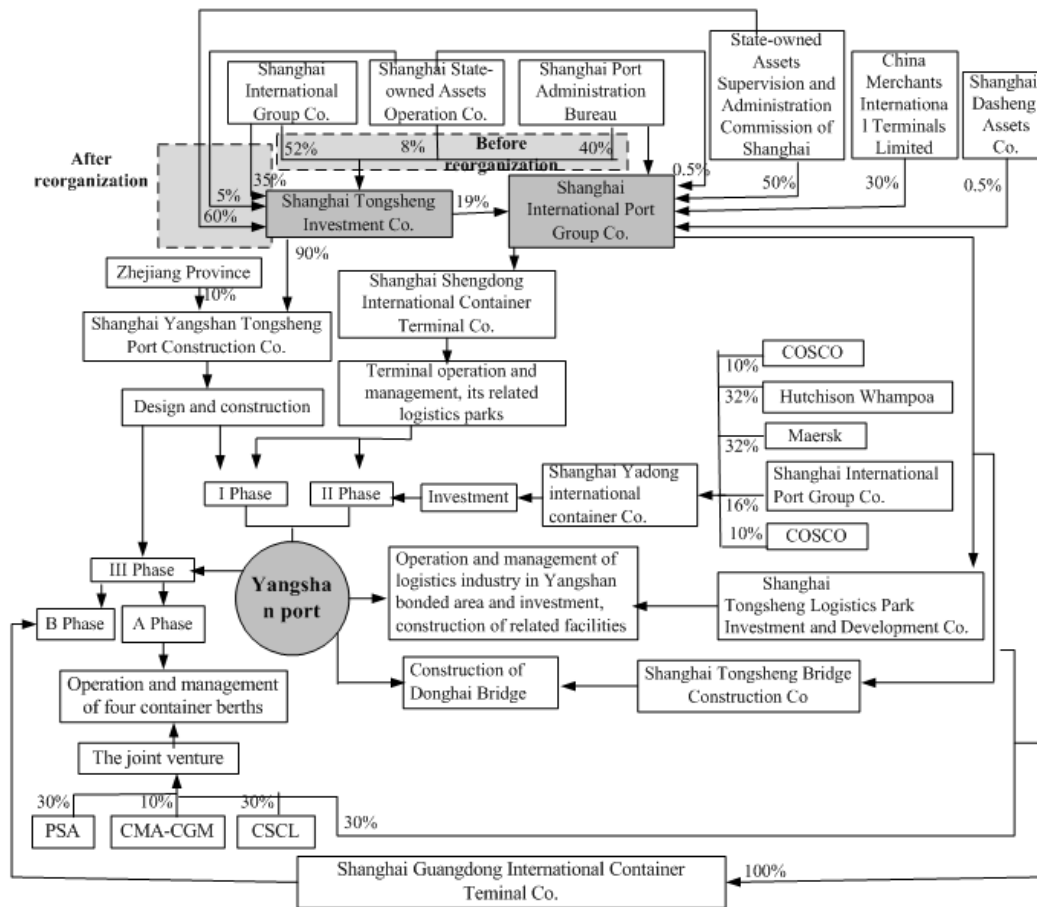 Shanghai
International
Group Co.
Shanghai State-
owned Assets
Operation Co.
Shanghai Port
Administration
Bureau
State-owned
Assets
Supervision and
Administration
Commission of
Shanghai
China
Merchants
Internationa
l Terminals
Limited
Shanghai
Dasheng
Assets
Co.
After
reorganization
52%
8%
Before
reorganization
40%
35%
5%
60%
0.5%
50%
30%
0.5%
Shanghai Tongsheng
Investment Co.
19%
Shanghai
International Port
Group Co.
90%
Zhejiang Province
10%
Shanghai Yangshan Tongsheng
Port Construction Co.
Shanghai Shengdong
International Container
Terminal Co.
Design and construction
Terminal operation and
management, its related
logistics parks
COSCO
10%
Hutchison Whampoa
32%
Maersk
32%
Shanghai International
Port Group Co.
16%
COSCO
10%
I Phase
II Phase
Investment
Shanghai Yadong
international
container Co.
III Phase
B Phase
A Phase
Yangsha
n port
Operation and management of
logistics industry in Yangshan
bonded area and investment,
construction of related facilities
Shanghai
Tongsheng Logistics Park
Investment and Development Co.
Construction of
Donghai Bridge
Shanghai Tongsheng Bridge
Construction Co
Operation and management
of four container berths
The joint venture
30%
10%
30%
30%
PSA
CMA-CGM
CSCL
Shanghai Guangdong International Container
Teminal Co.
100%